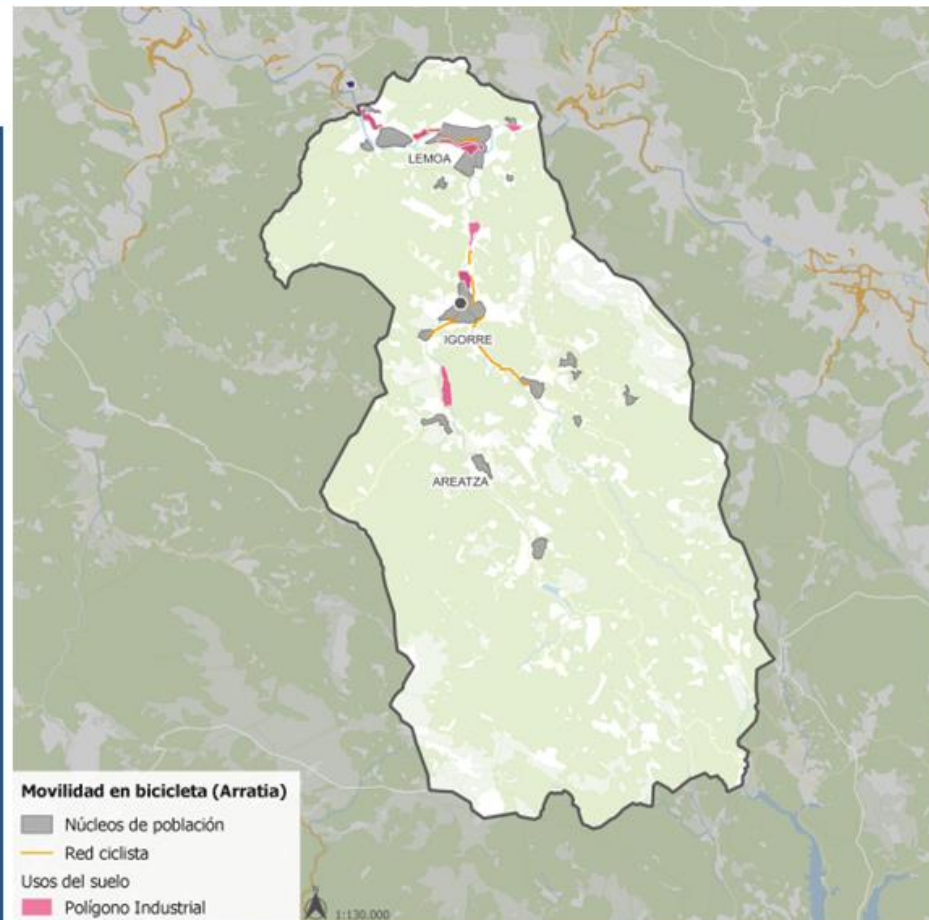 LEMOA
IGORRE
AREATZA
Movilidad en bicicleta (Arratia)
Núcleos de población
Red ciclista
Usos del suelo
Polígono Industrial
N
1:130.000